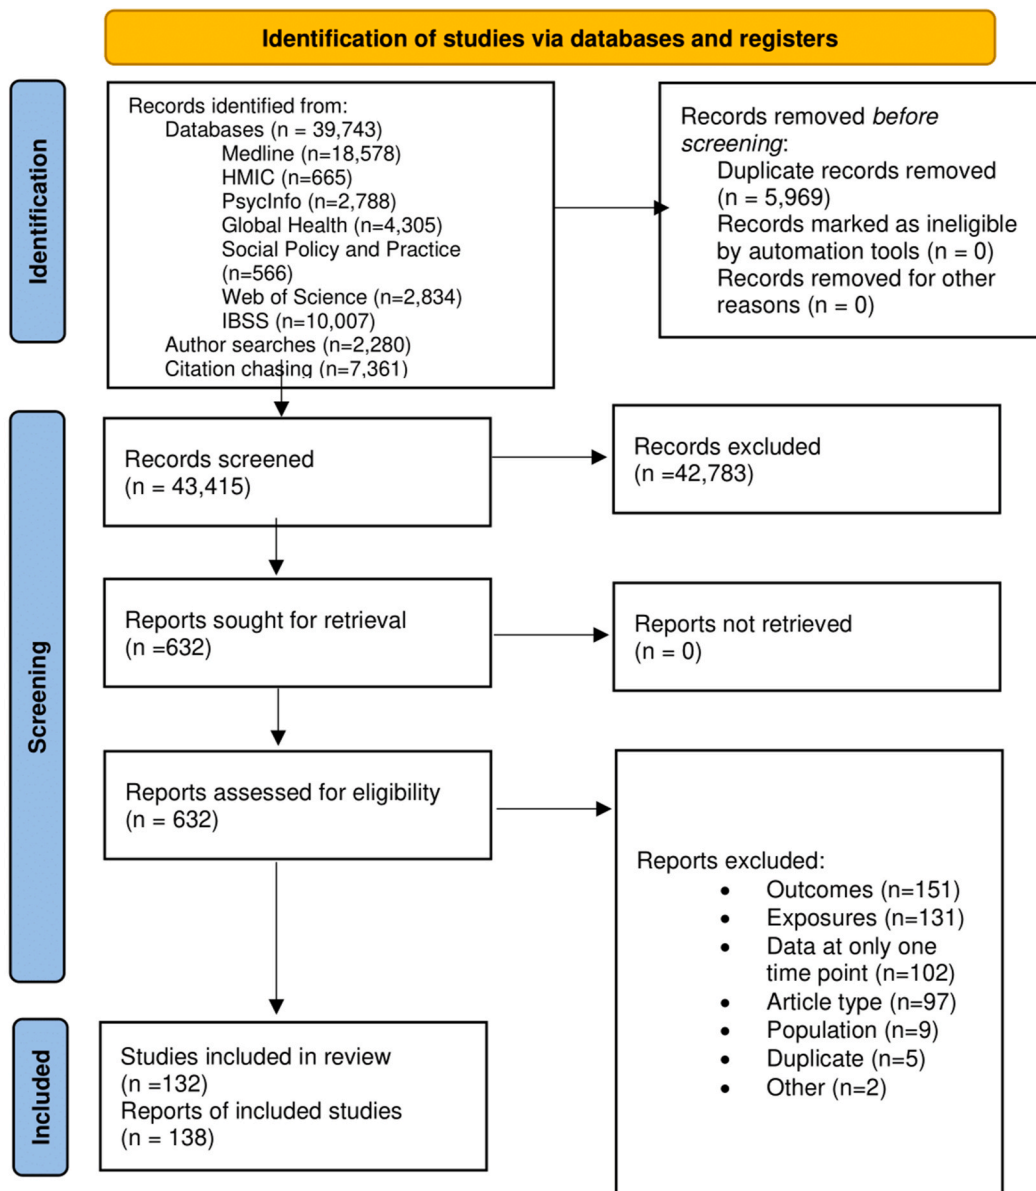 Identification of studies via databases and registers
Identification
Records identified from:
Databases (n = 39,743)
Medline (n=18,578)
HMIC (n=665)
PsycInfo (n=2,788)
Global Health (n=4,305)
Social Policy and Practice
(n=566)
Web of Science (n=2,834)
IBSS (n=10,007)
Author searches (n=2,280)
Citation chasing (n=7,361)
Records removed before
screening:
Duplicate records removed
(n = 5,969)
Records marked as ineligible
by automation tools (n = 0)
Records removed for other
reasons (n = 0)
Screening
Records screened
(n = 43,415)
Records excluded
(n =42,783)
Reports sought for retrieval
(n =632)
Reports not retrieved
(n = 0)
Reports assessed for eligibility
(n = 632)
Reports excluded:
• Outcomes (n=151)
• Exposures (n=131)
• Data at only one
time point (n=102)
• Article type (n=97)
• Population (n=9)
• Duplicate (n=5)
• Other (n=2)
Included
Studies included in review
(n =132)
Reports of included studies
(n = 138)